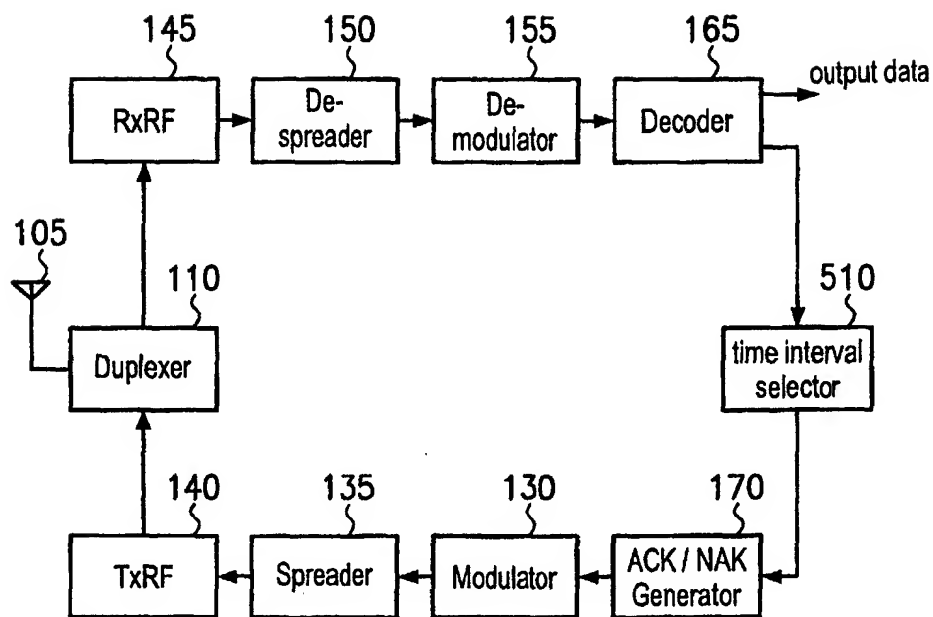 145
150
155
165
output data
RxRF
De-
spreader
De-
modulator
Decoder
105
110
510
Duplexer
time interval
selector
140
135
130
170
TxRF
Spreader
Modulator
ACK / NAK
Generator